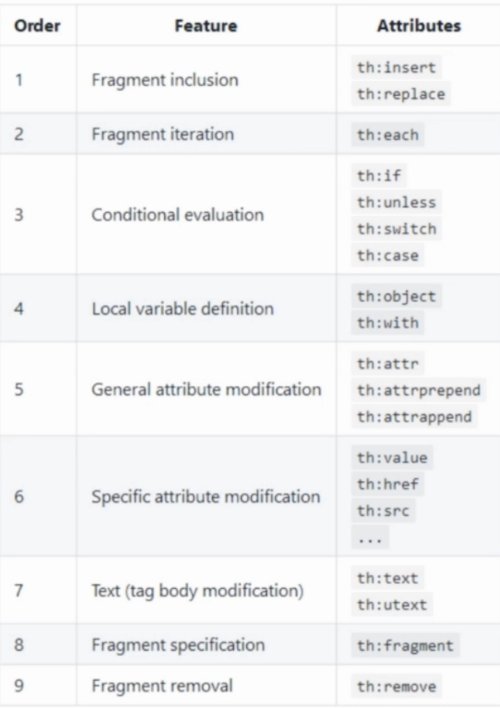 Order Feature Attributes
1 Fragment inclusion th:insert
th:replace
2 Fragment iteration th:each
3 Conditional evaluation th:if
th:unless
th:switch
th:case
4 Local variable definition th:object
th:with
5 General attribute modification th:attr
th:attrprepend
th:attrappend
6 Specific attribute modification th:value
th:href
th:src
...
7 Text (tag body modification) th:text
th:utext
8 Fragment specification th:fragment
9 Fragment removal th:remove